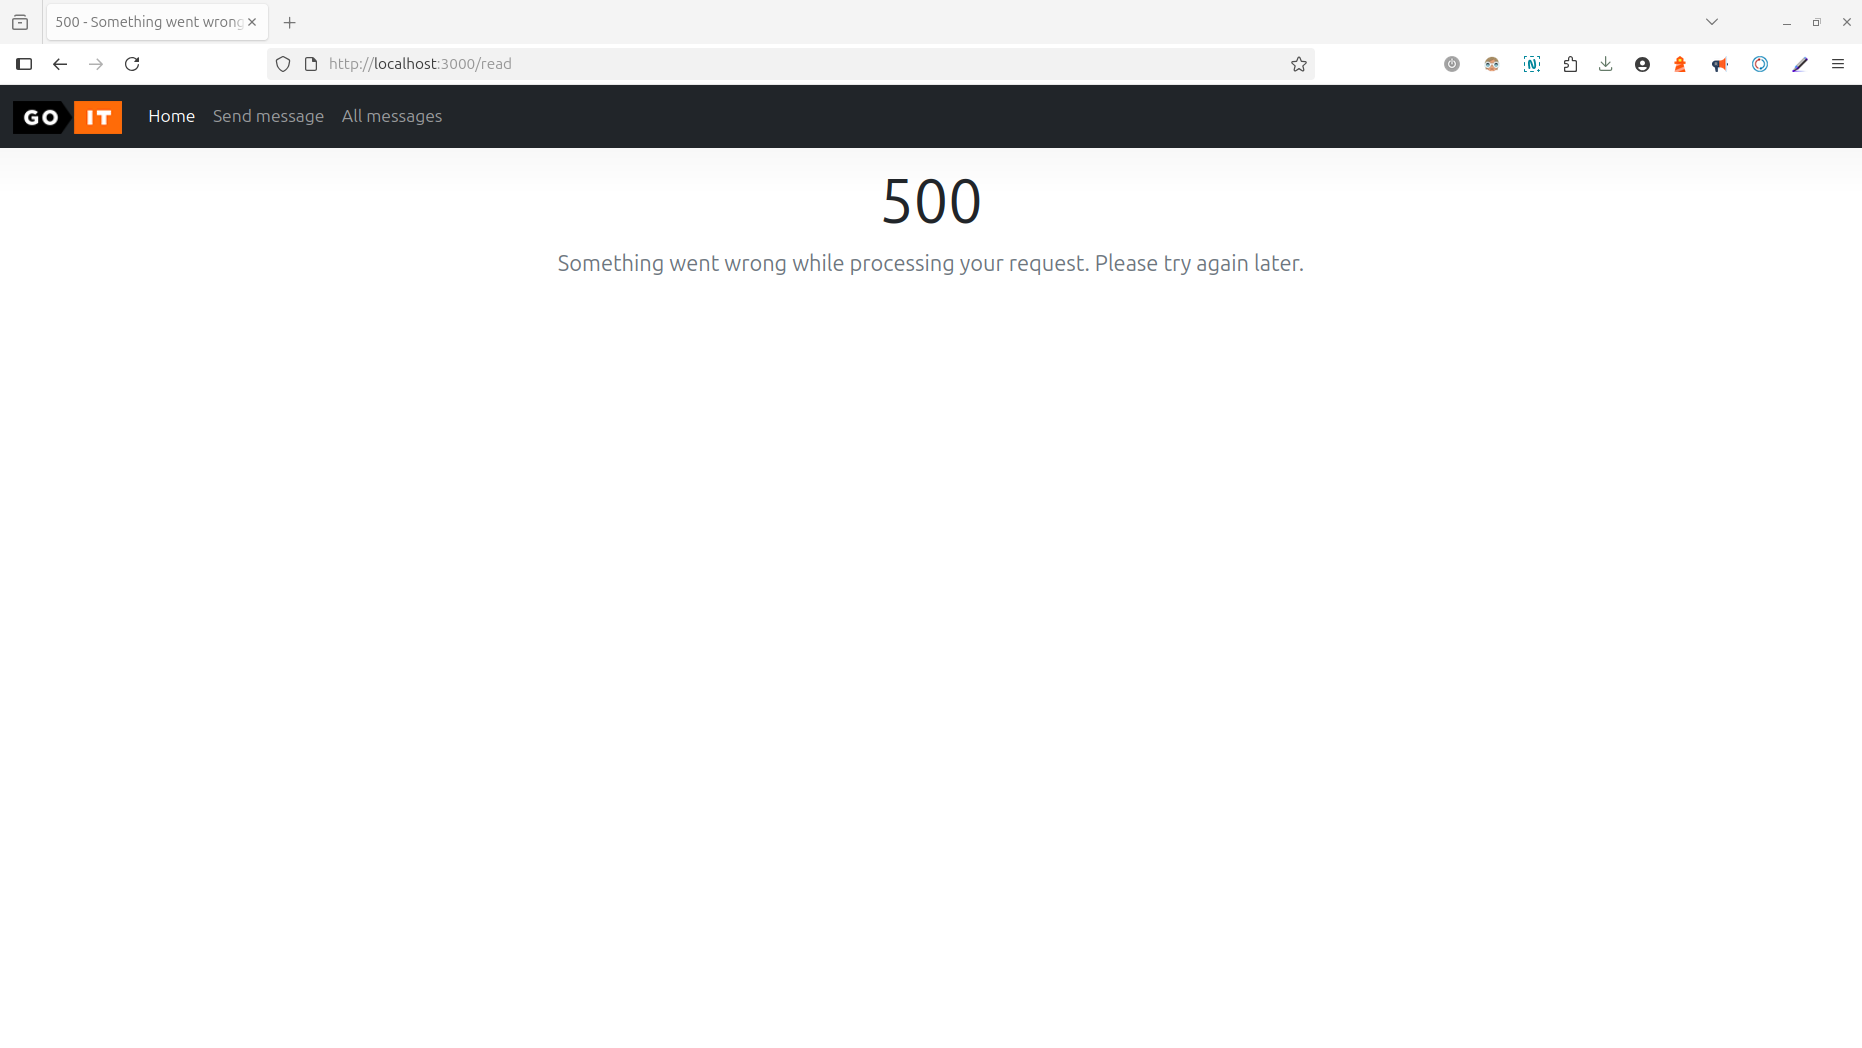 500 - Something went wrong
http://localhost:3000/read
GO IT
Home
Send message
All messages
500
Something went wrong while processing your request. Please try again later.